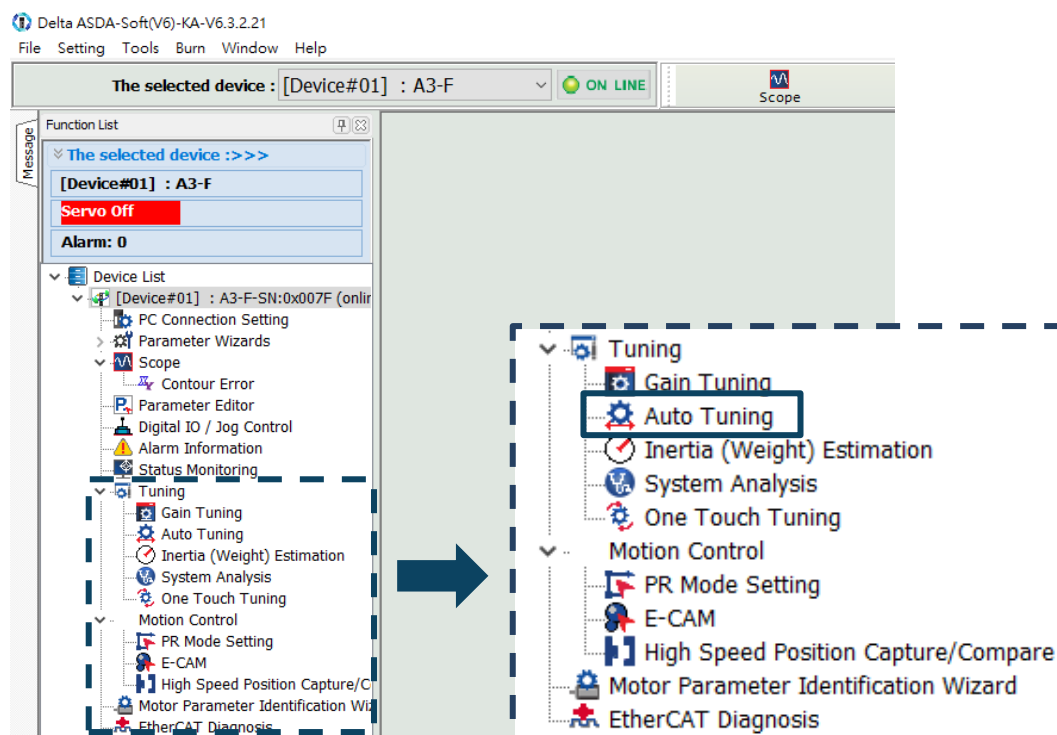 Delta ASDA-Soft(V6)-KA-V6.3.2.21
File Setting Tools Burn Window Help
The selected device : [Device#01] : A3-F ON LINE
Scope
Message
Function List
The selected device :>>>
[Device#01] : A3-F
Servo Off
Alarm: 0
Device List
[Device#01] : A3-F-SN:0x007F (onlin
PC Connection Setting
Parameter Wizards
Scope
Contour Error
Parameter Editor
Digital IO / Jog Control
Alarm Information
Status Monitoring
Tuning
Gain Tuning
Auto Tuning
Inertia (Weight) Estimation
System Analysis
One Touch Tuning
Motion Control
PR Mode Setting
E-CAM
High Speed Position Capture/C
Motor Parameter Identification Wiz
EtherCAT Diagnosis
Tuning
Gain Tuning
Auto Tuning
Inertia (Weight) Estimation
System Analysis
One Touch Tuning
Motion Control
PR Mode Setting
E-CAM
High Speed Position Capture/Compare
Motor Parameter Identification Wizard
EtherCAT Diagnosis